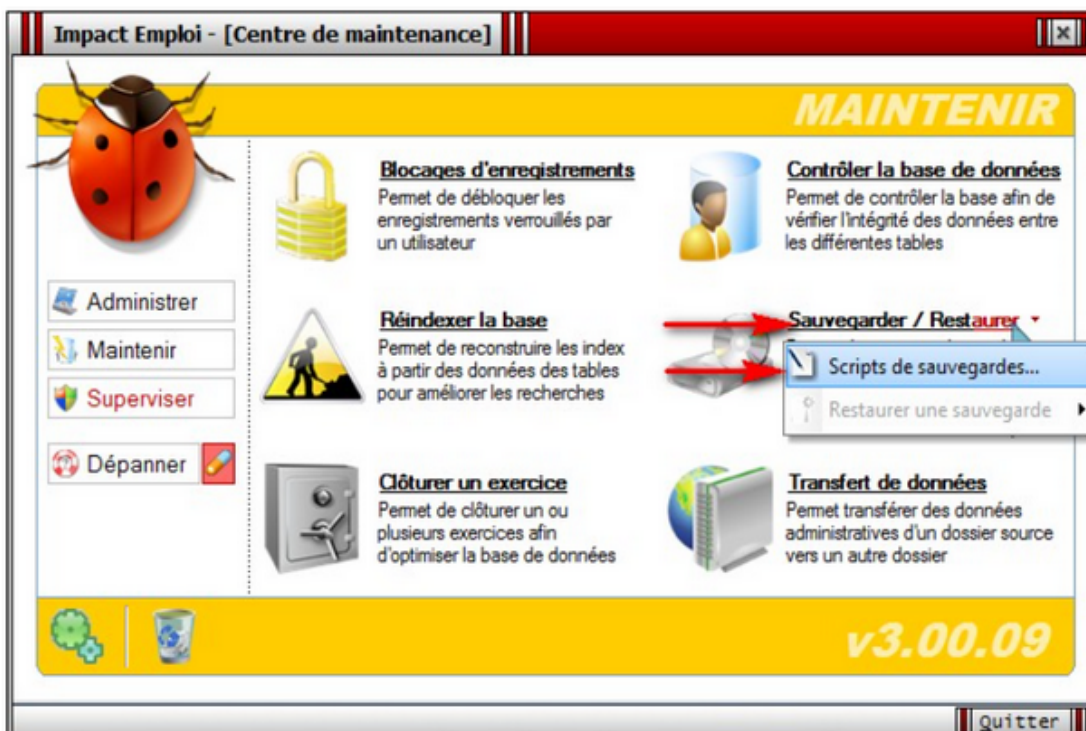 Impact Emploi - [Centre de maintenance]
MAINTENIR
Blocages d'enregistrements
Permet de débloquer les
enregistrements verrouillés par
un utilisateur
Contrôler la base de données
Permet de contrôler la base afin de
vérifier l'intégrité des données entre
les différentes tables
Administrer
Maintenir
Superviser
Dépanner
Réindexer la base
Permet de reconstruire les index
à partir des données des tables
pour améliorer les recherches
Sauvegarder / Restaurer
Scripts de sauvegardes...
Restaurer une sauvegarde
Clôturer un exercice
Permet de clôturer un ou
plusieurs exercices afin
d'optimiser la base de données
Transfert de données
Permet transférer des données
administratives d'un dossier source
vers un autre dossier
v3.00.09
Quitter